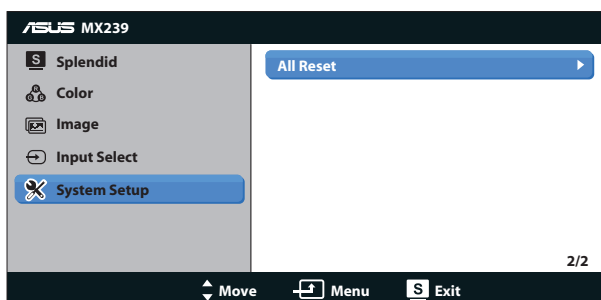 ASUS MX239
S Splendid
Color
Image
Input Select
System Setup
All Reset
2/2
Move Menu S Exit